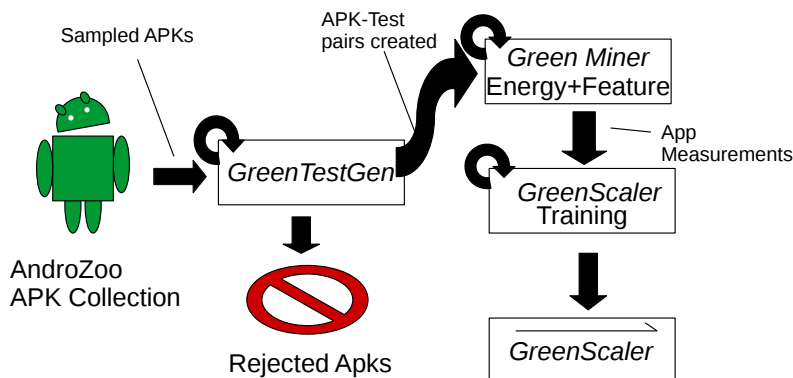 Sampled APKs
APK-Test
pairs created
Green Miner
Energy+Feature
App
Measurements
GreenTestGen
GreenScaler
Training
AndroZoo
APK Collection
Rejected Apks
GreenScaler